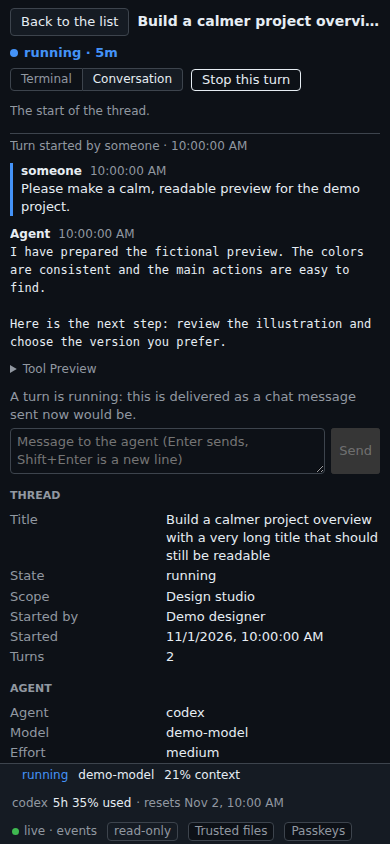 Back to the list Build a calmer project overvi…
running · 5m
Terminal Conversation Stop this turn
The start of the thread.
Turn started by someone · 10:00:00 AM
someone 10:00:00 AM
Please make a calm, readable preview for the demo
project.
Agent 10:00:00 AM
I have prepared the fictional preview. The colors
are consistent and the main actions are easy to
find.
Here is the next step: review the illustration and
choose the version you prefer.
Tool Preview
A turn is running: this is delivered as a chat message
sent now would be.
Message to the agent (Enter sends,
Shift+Enter is a new line)
Send
THREAD
Title Build a calmer project overview
with a very long title that should
still be readable
State running
Scope Design studio
Started by Demo designer
Started 11/1/2026, 10:00:00 AM
Turns 2
AGENT
Agent codex
Model demo-model
Effort medium
running demo-model 21% context
codex 5h 35% used · resets Nov 2, 10:00 AM
live · events read-only Trusted files Passkeys